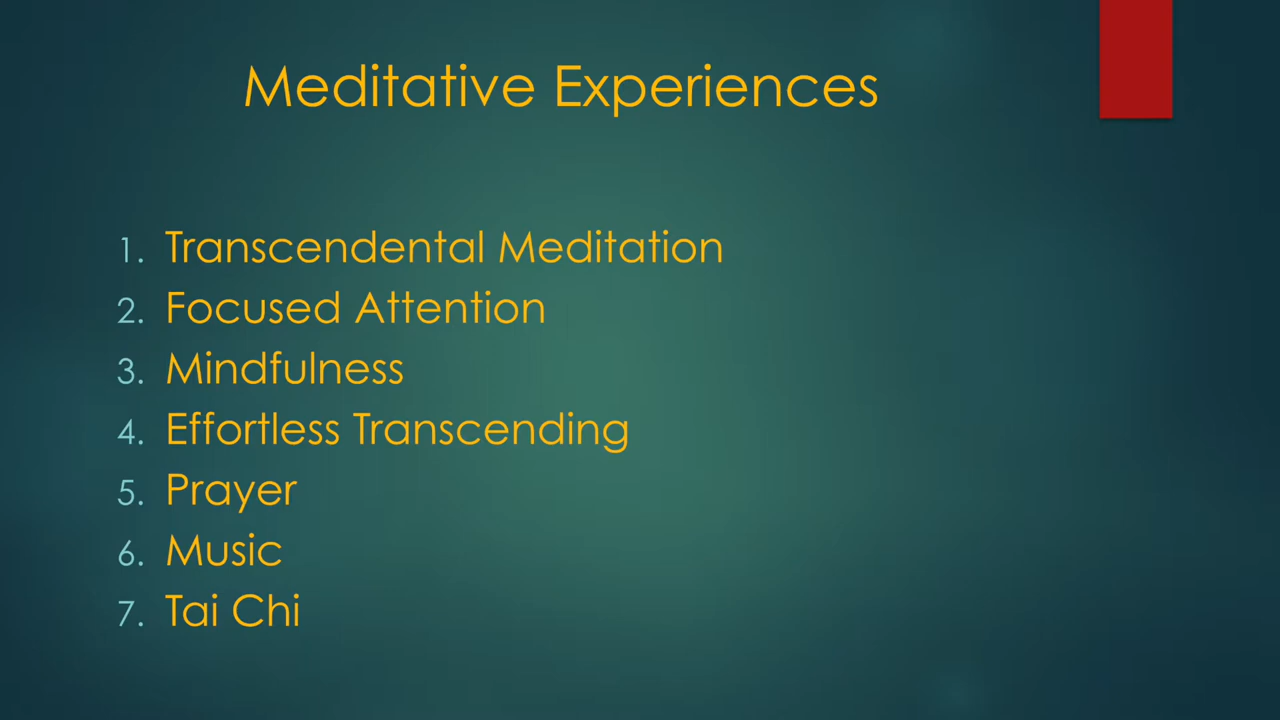 Meditative Experiences
1. Transcendental Meditation
2. Focused Attention
3. Mindfulness
4. Effortless Transcending
5. Prayer
6. Music
7. Tai Chi